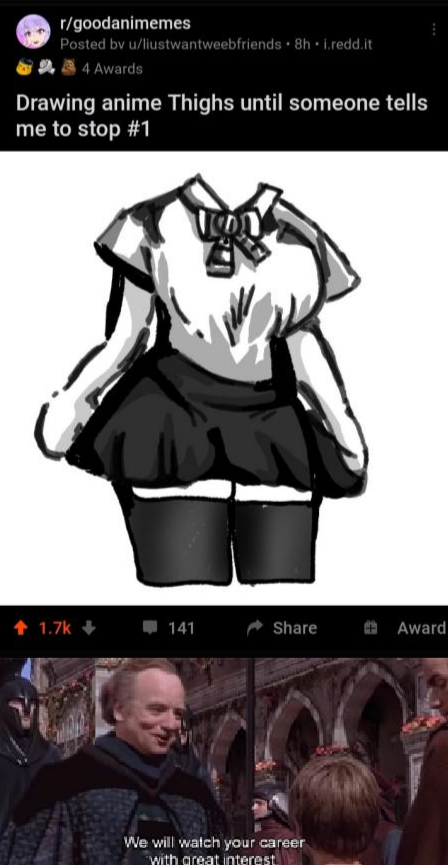 r/goodanimemes
Posted by u/Iiustwantweebfriends • 8h • i.redd.it
4 Awards
Drawing anime Thighs until someone tells
me to stop #1
1.7k
141
Share
Award
We will watch your career
with great interest